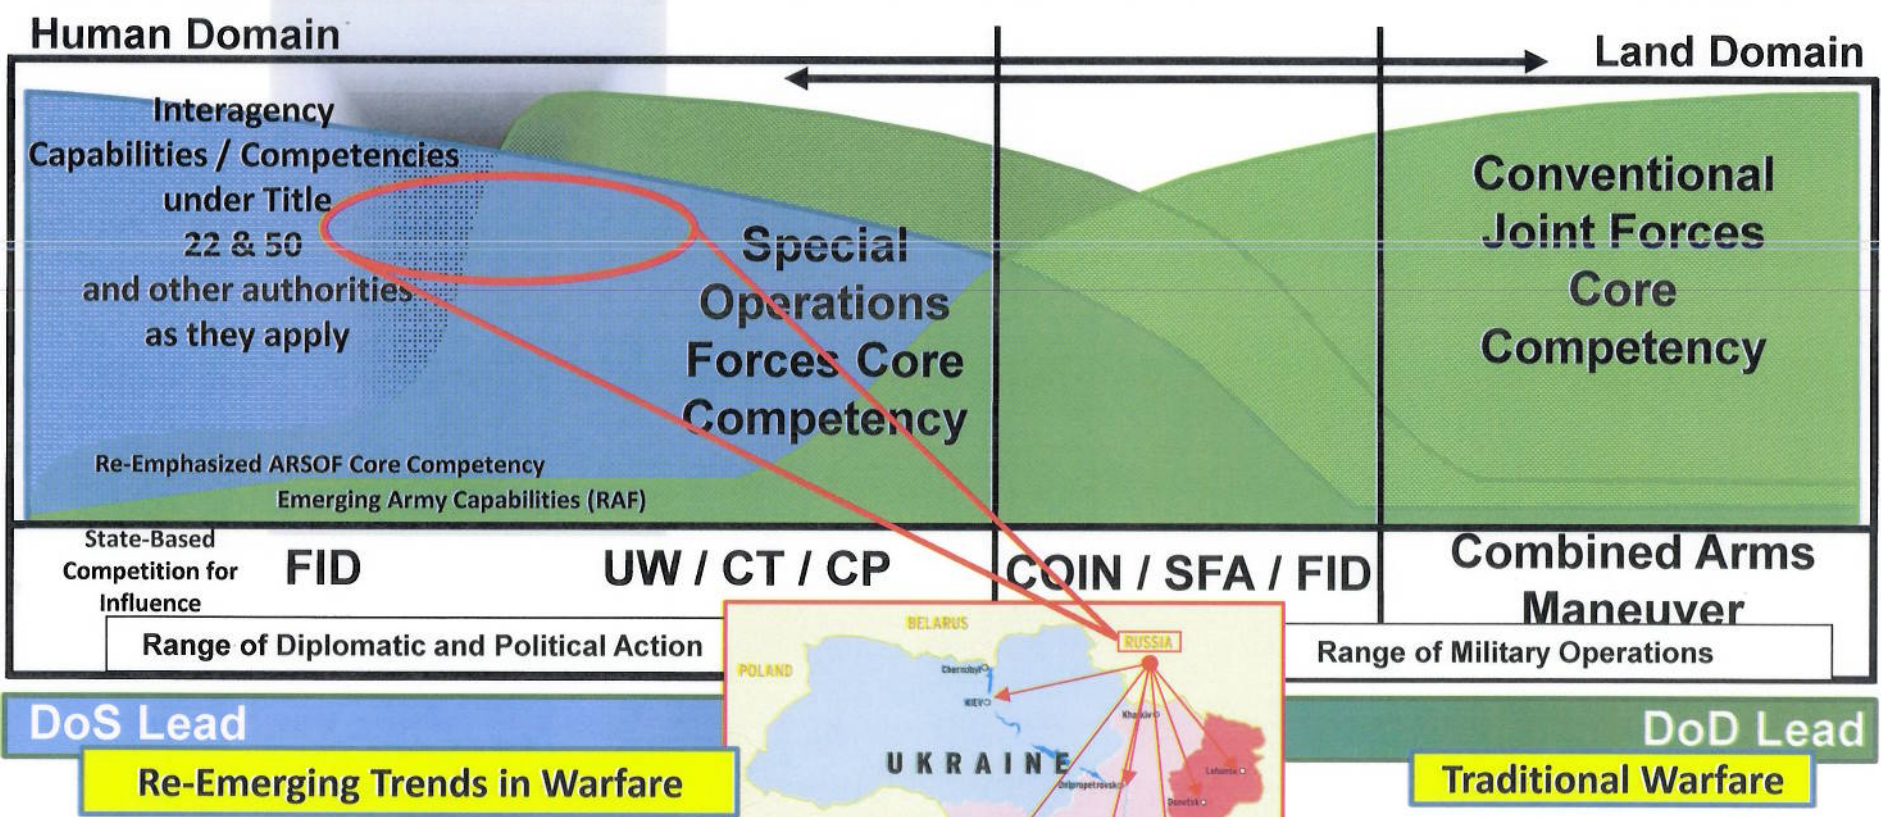 Human Domain
Land Domain
Interagency
Capabilities / Competencies
under Title
22 & 50
and other authorities
as they apply
Special
Operations
Forces Core
Competency
Conventional
Joint Forces
Core
Competency
Re-Emphasized ARSOF Core Competency
Emerging Army Capabilities (RAF)
State-Based
Competition for
Influence
FID
UW / CT / CP
COIN / SFA / FID
Combined Arms
Maneuver
Range of Diplomatic and Political Action
Range of Military Operations
BELARUS
RUSSIA
POLAND
Chernobyl
KIEV
Kharkiv
UKRAINE
Dnipropetrovsk
Luhansk
Donetsk
DoS Lead
DoD Lead
Re-Emerging Trends in Warfare
Traditional Warfare